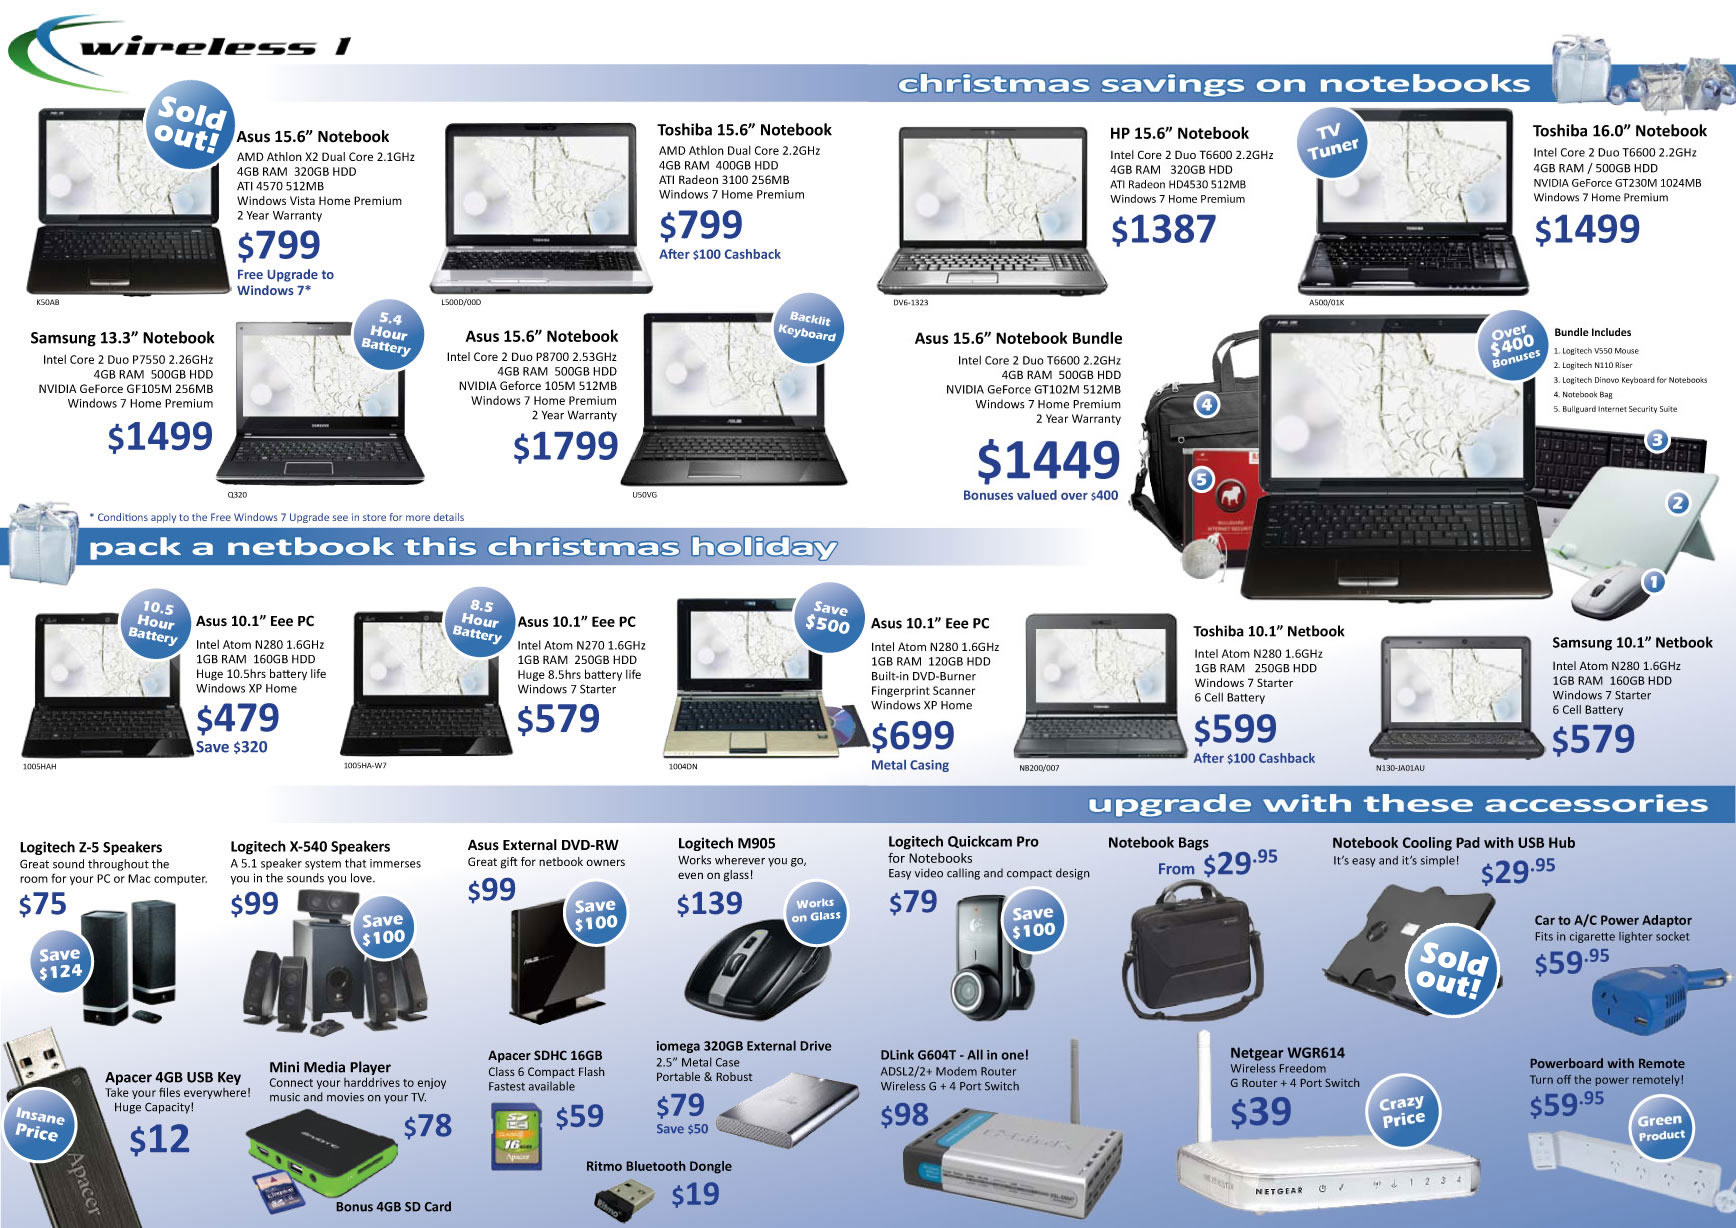 wireless 1
christmas savings on notebooks
Sold out!
Asus 15.6” Notebook
AMD Athlon X2 Dual Core 2.1GHz
4GB RAM 320GB HDD
ATI 4570 512MB
Windows Vista Home Premium
2 Year Warranty
$799
Free Upgrade to
Windows 7*
K50AB
Toshiba 15.6” Notebook
AMD Athlon Dual Core 2.2GHz
4GB RAM 400GB HDD
ATI Radeon 3100 256MB
Windows 7 Home Premium
$799
After $100 Cashback
L500D/00D
HP 15.6” Notebook
Intel Core 2 Duo T6600 2.2GHz
4GB RAM 320GB HDD
ATI Radeon HD4530 512MB
Windows 7 Home Premium
$1387
DV6-1323
TV
Tuner
Toshiba 16.0” Notebook
Intel Core 2 Duo T6600 2.2GHz
4GB RAM / 500GB HDD
NVIDIA GeForce GT230M 1024MB
Windows 7 Home Premium
$1499
A500/01K
Samsung 13.3” Notebook
Intel Core 2 Duo P7550 2.26GHz
4GB RAM 500GB HDD
NVIDIA GeForce GF105M 256MB
Windows 7 Home Premium
$1499
5.4
Hour
Battery
Q320
Asus 15.6” Notebook
Intel Core 2 Duo P8700 2.53GHz
4GB RAM 500GB HDD
NVIDIA Geforce 105M 512MB
Windows 7 Home Premium
2 Year Warranty
$1799
Backlit
Keyboard
U50VG
Asus 15.6” Notebook Bundle
Intel Core 2 Duo T6600 2.2GHz
4GB RAM 500GB HDD
NVIDIA GeForce GT102M 512MB
Windows 7 Home Premium
2 Year Warranty
$1449
Bonuses valued over $400
Over
$400
Bonuses
Bundle Includes
1. Logitech V550 Mouse
2. Logitech N110 Riser
3. Logitech Dinovo Keyboard for Notebooks
4. Notebook Bag
5. Bullguard Internet Security Suite
4
3
5
2
1
BULLGUARD
INTERNET SECURITY
* Conditions apply to the Free Windows 7 Upgrade see in store for more details
pack a netbook this christmas holiday
10.5
Hour
Battery
Asus 10.1” Eee PC
Intel Atom N280 1.6GHz
1GB RAM 160GB HDD
Huge 10.5hrs battery life
Windows XP Home
$479
Save $320
1005HAH
8.5
Hour
Battery
Asus 10.1” Eee PC
Intel Atom N270 1.6GHz
1GB RAM 250GB HDD
Huge 8.5hrs battery life
Windows 7 Starter
$579
1005HA-W7
Save
$500
Asus 10.1” Eee PC
Intel Atom N280 1.6GHz
1GB RAM 120GB HDD
Built-in DVD-Burner
Fingerprint Scanner
Windows XP Home
$699
Metal Casing
1004DN
Toshiba 10.1” Netbook
Intel Atom N280 1.6GHz
1GB RAM 250GB HDD
Windows 7 Starter
6 Cell Battery
$599
After $100 Cashback
NB200/007
Samsung 10.1” Netbook
Intel Atom N280 1.6GHz
1GB RAM 160GB HDD
Windows 7 Starter
6 Cell Battery
$579
N130-JA01AU
upgrade with these accessories
Logitech Z-5 Speakers
Great sound throughout the
room for your PC or Mac computer.
$75
Save
$124
Logitech X-540 Speakers
A 5.1 speaker system that immerses
you in the sounds you love.
$99
Save
$100
Asus External DVD-RW
Great gift for netbook owners
$99
Save
$100
Logitech M905
Works wherever you go,
even on glass!
$139
Works
on Glass
Logitech Quickcam Pro
for Notebooks
Easy video calling and compact design
$79
Save
$100
Notebook Bags
From $29.95
Notebook Cooling Pad with USB Hub
It’s easy and it’s simple!
$29.95
Sold out!
Car to A/C Power Adaptor
Fits in cigarette lighter socket
$59.95
Insane
Price
Apacer
Apacer 4GB USB Key
Take your files everywhere!
Huge Capacity!
$12
Mini Media Player
Connect your harddrives to enjoy
music and movies on your TV.
$78
Bonus 4GB SD Card
Apacer SDHC 16GB
Class 6 Compact Flash
Fastest available
$59
16
Apacer
iomega 320GB External Drive
2.5” Metal Case
Portable & Robust
$79
Save $50
Ritmo Bluetooth Dongle
$19
DLink G604T - All in one!
ADSL2/2+ Modem Router
Wireless G + 4 Port Switch
$98
D-Link
Netgear WGR614
Wireless Freedom
G Router + 4 Port Switch
$39
Crazy
Price
NETGEAR
1 2 3 4
Powerboard with Remote
Turn off the power remotely!
$59.95
Green
Product